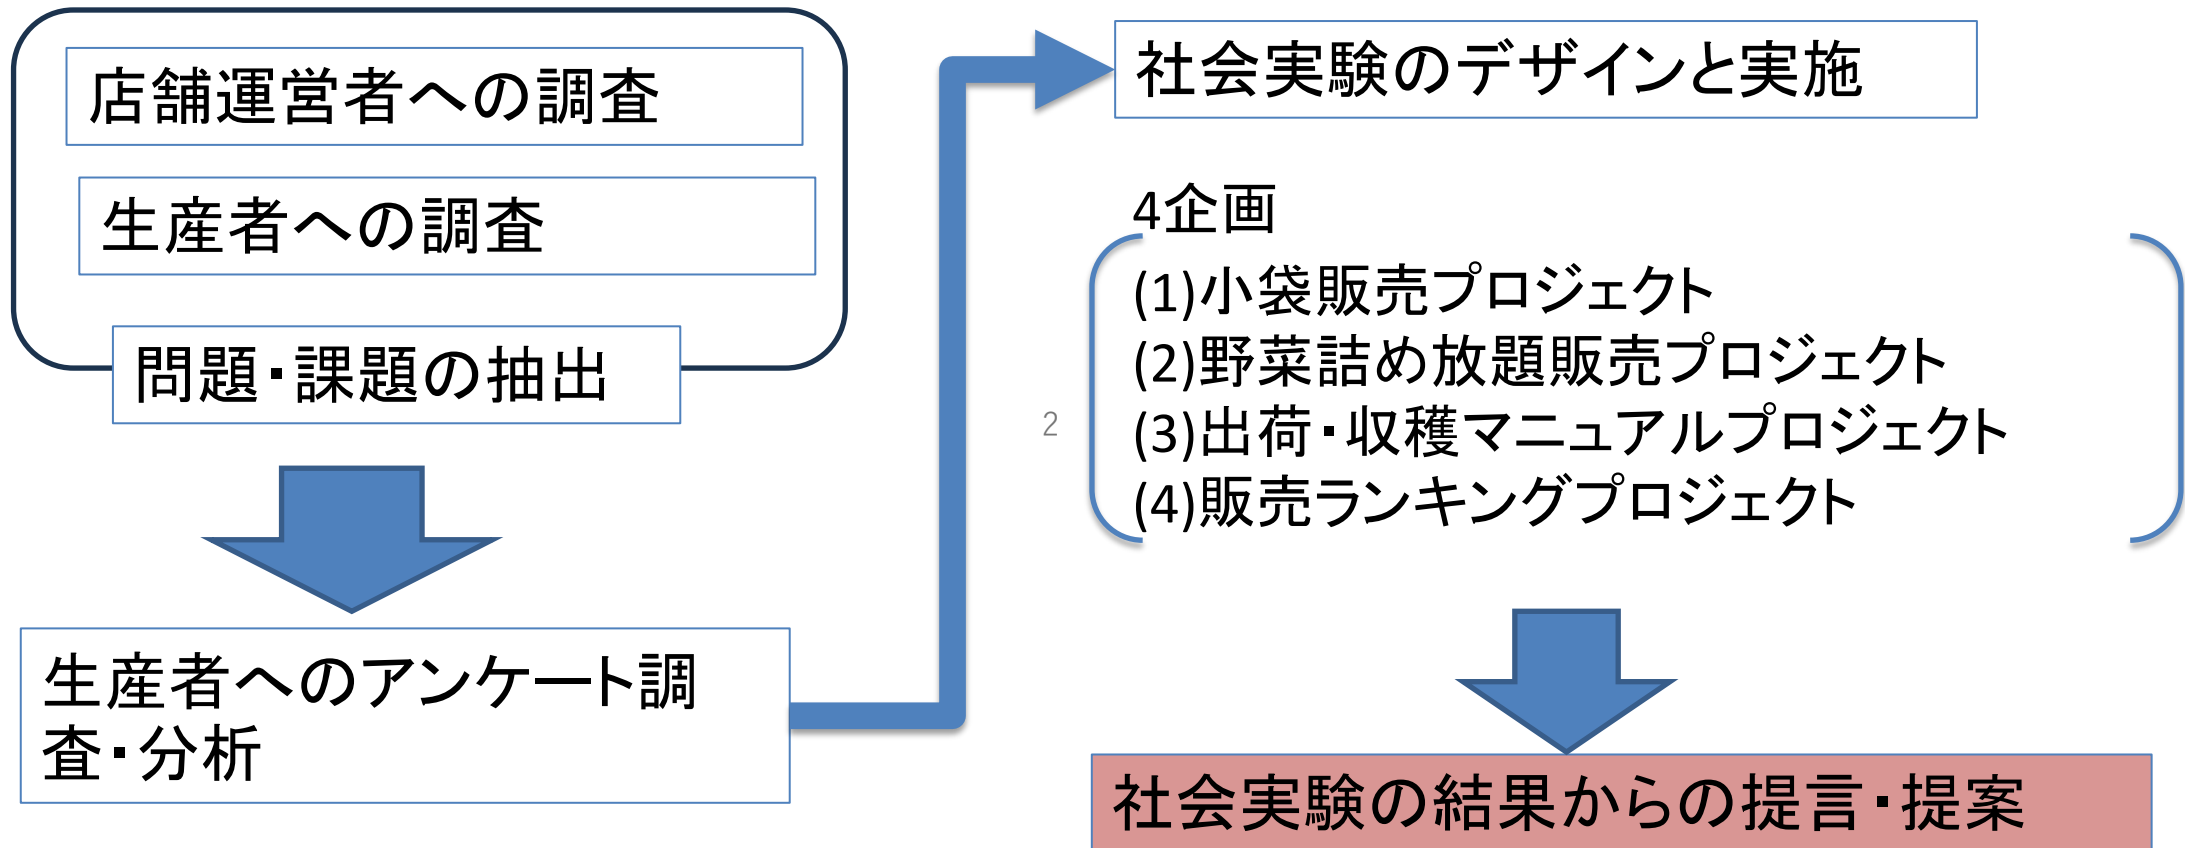 店舗運営者への調査
生産者への調査
問題・課題の抽出
生産者へのアンケート調
査・分析
社会実験のデザインと実施
4企画
(1)小袋販売プロジェクト
(2)野菜詰め放題販売プロジェクト
(3)出荷・収穫マニュアルプロジェクト
(4)販売ランキングプロジェクト
2
社会実験の結果からの提言・提案